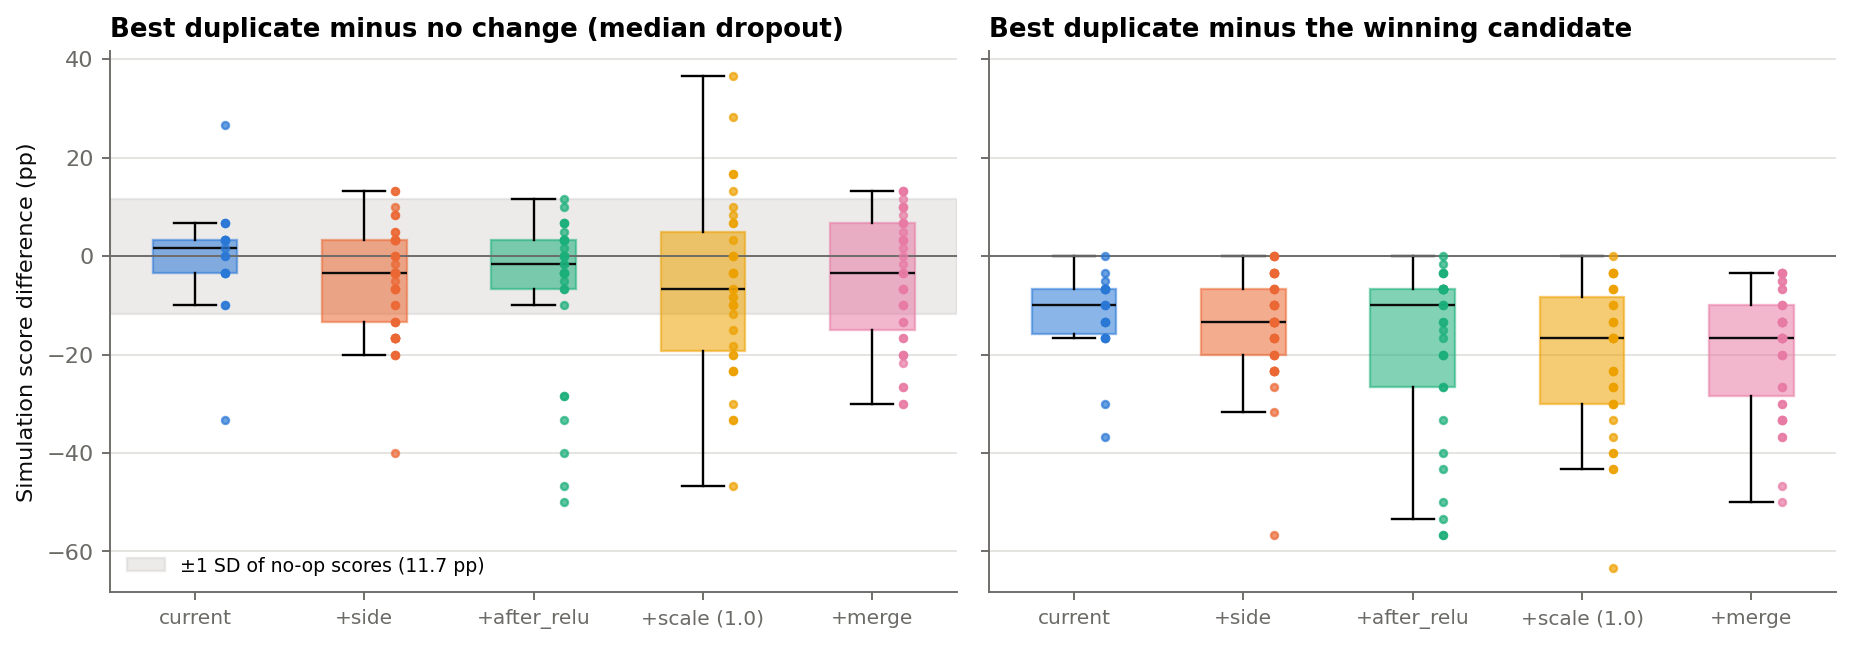 Best duplicate minus no change (median dropout)
Best duplicate minus the winning candidate
Simulation score difference (pp)
40
20
0
−20
−40
−60
±1 SD of no-op scores (11.7 pp)
current
+side
+after_relu
+scale (1.0)
+merge
current
+side
+after_relu
+scale (1.0)
+merge